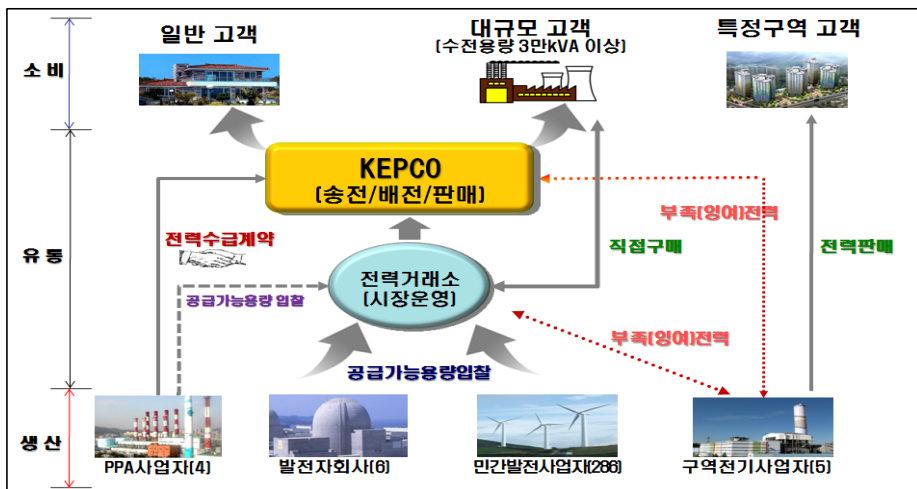 일반 고객
대규모 고객
(수전용량 3만kVA 이상)
특정구역 고객
소 비
KEPCO
(송전/배전/판매)
부족(잉여)전력
전력수급계약
직접구매
전력판매
유 통
전력거래소
(시장운영)
공급가능용량 입찰
부족(잉여)전력
공급가능용량입찰
생 산
PPA사업자(4)
발전자회사(6)
민간발전사업자(286)
구역전기사업자(5)